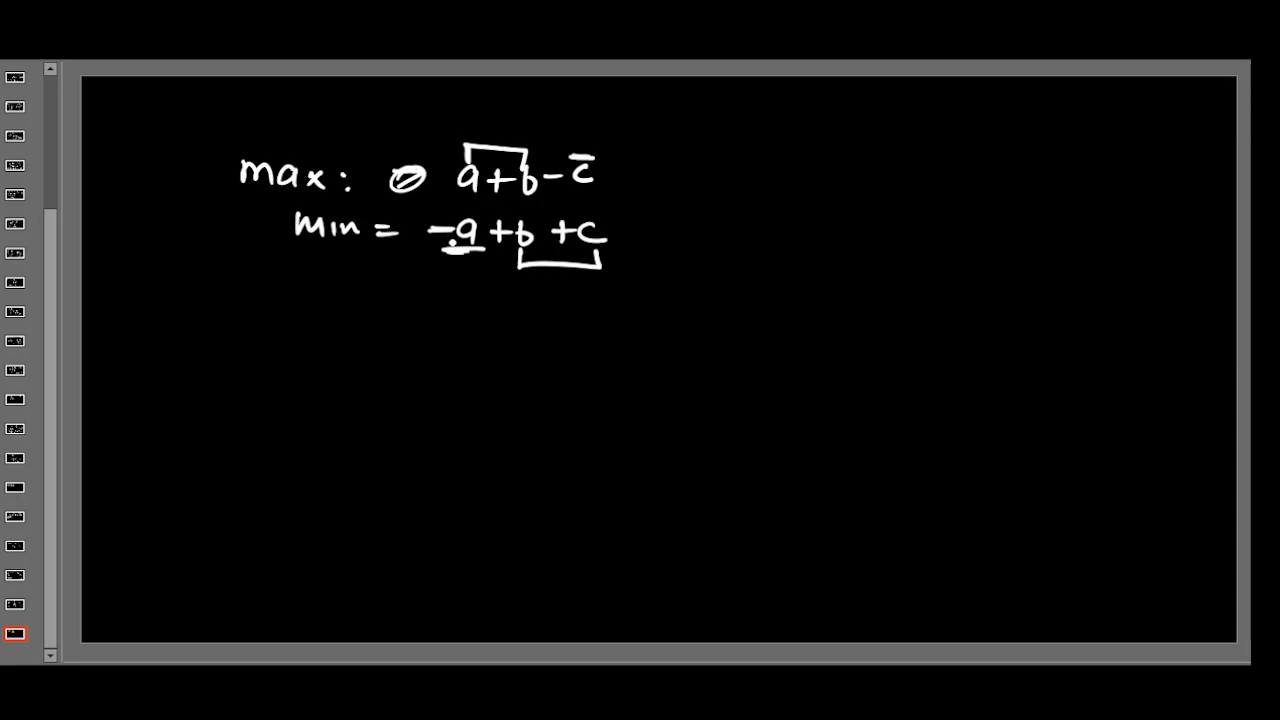 max: a+b-c̄
min = -a+b+c